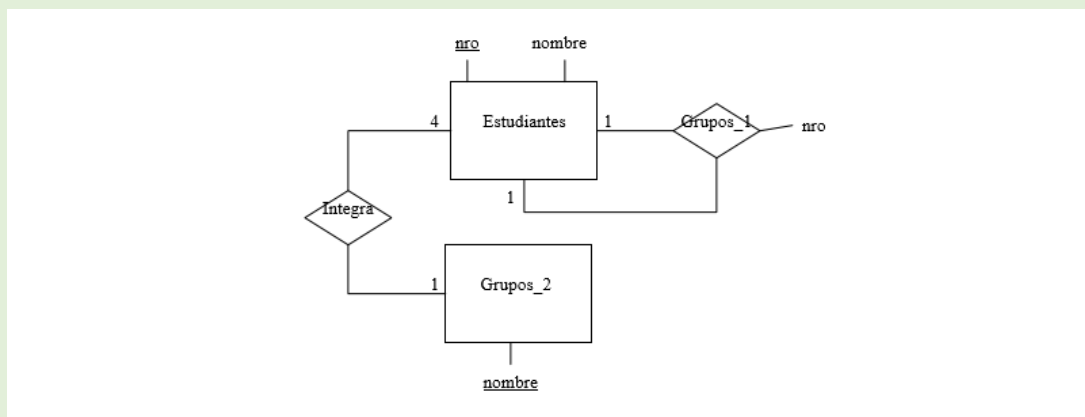 nro nombre
4 Estudiantes 1 Grupos_1 nro
1
Integra
1 Grupos_2
nombre